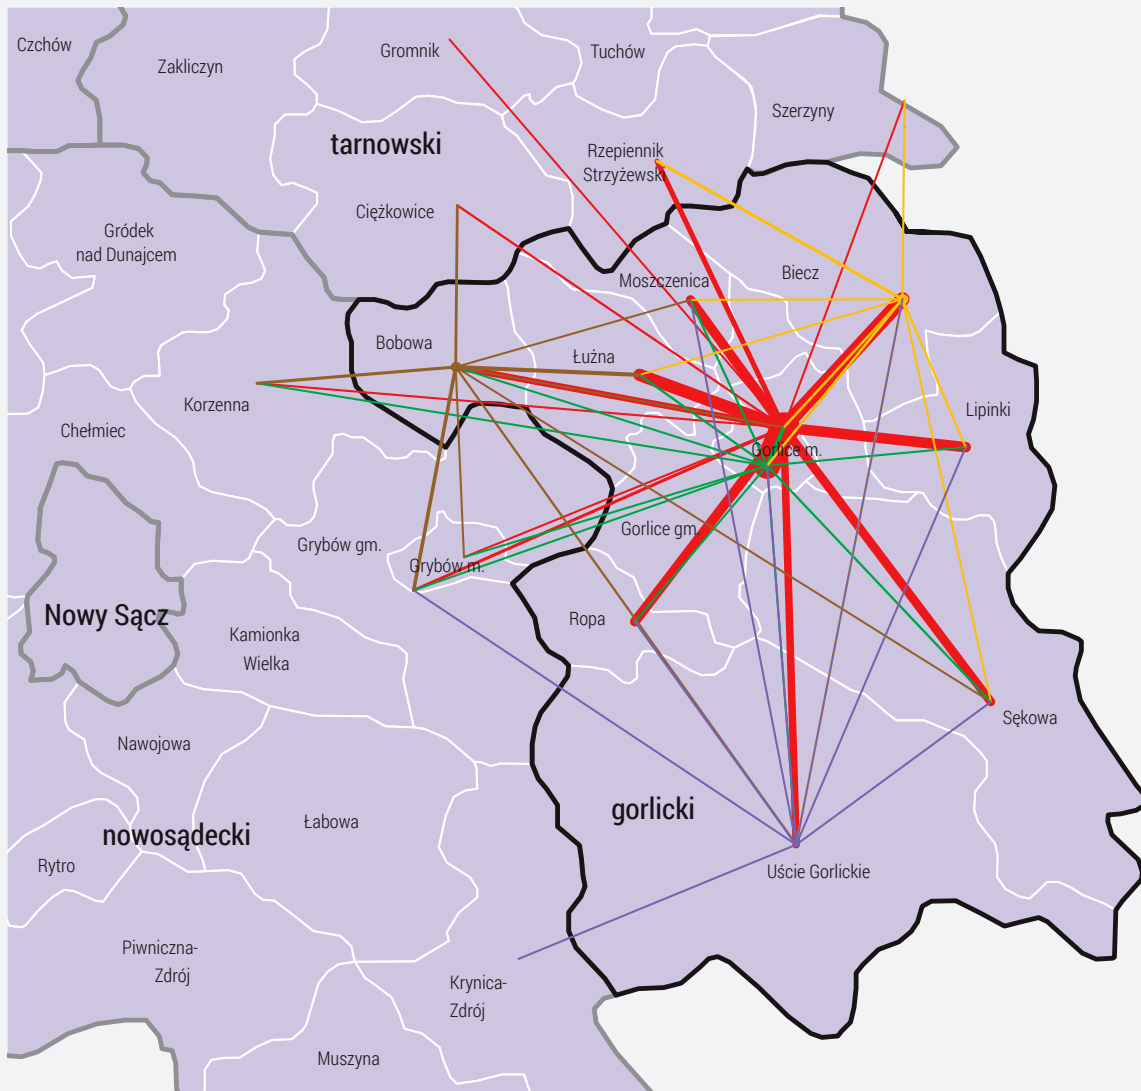 Czchów
Zakliczyn
Gromnik
Tuchów
Szerzyny
tarnowski
Rzepiennik
Strzyżewski
Ciężkowice
Gródek
nad Dunajcem
Moszczenica
Biecz
Bobowa
Łużna
Korzenna
Lipinki
Chełmiec
Gorlice m.
Gorlice gm.
Grybów gm.
Grybów m.
Nowy Sącz
Ropa
Kamionka
Wielka
Sękowa
Nawojowa
gorlicki
nowosądecki
Łabowa
Rytro
Uście Gorlickie
Piwniczna-
Zdrój
Krynica-
Zdrój
Muszyna